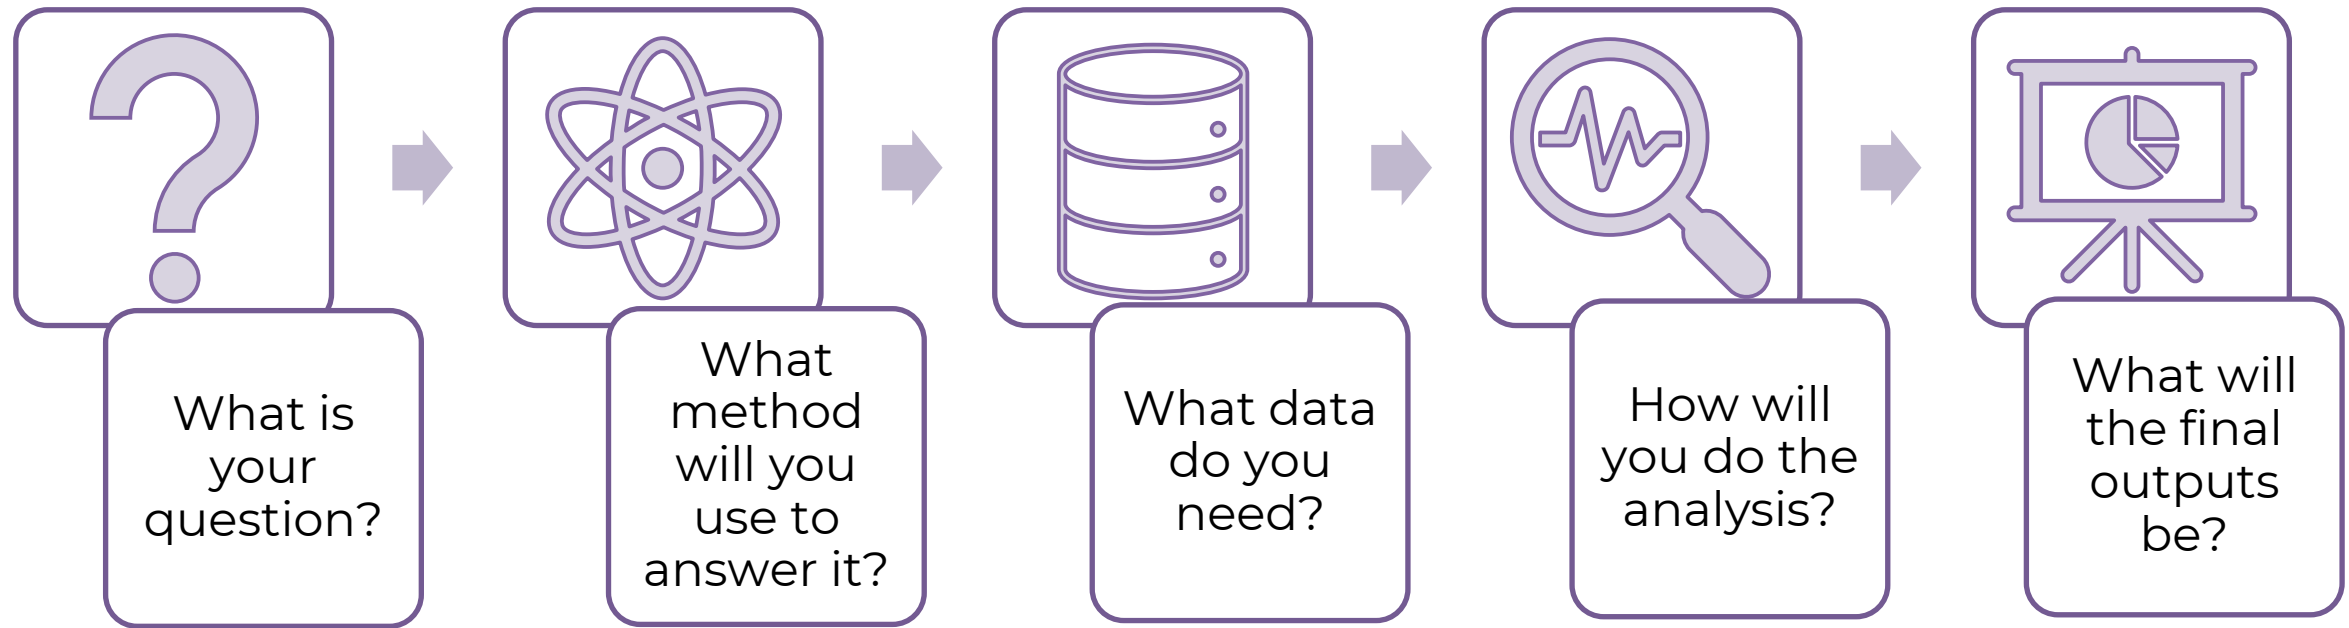 What is
your
question?
What
method
will you
use to
answer it?
What data
do you
need?
How will
you do the
analysis?
What will
the final
outputs
be?